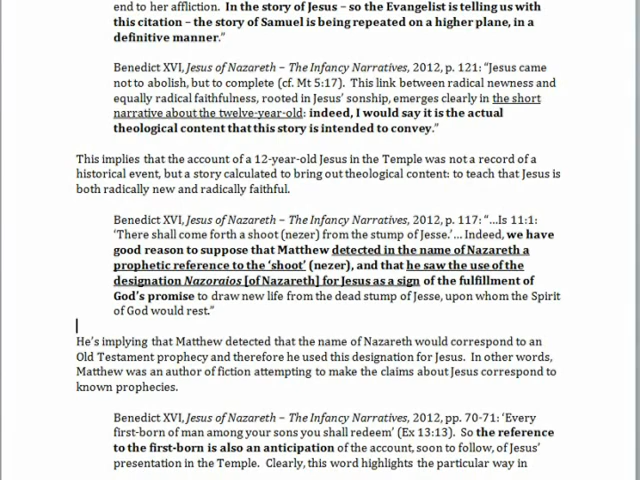 end to her affliction. In the story of Jesus – so the Evangelist is telling us with
this citation – the story of Samuel is being repeated on a higher plane, in a
definitive manner.”
Benedict XVI, Jesus of Nazareth – The Infancy Narratives, 2012, p. 121: “Jesus came
not to abolish, but to complete (cf. Mt 5:17). This link between radical newness and
equally radical faithfulness, rooted in Jesus’ sonship, emerges clearly in the short
narrative about the twelve-year-old: indeed, I would say it is the actual
theological content that this story is intended to convey.”
This implies that the account of a 12-year-old Jesus in the Temple was not a record of a
historical event, but a story calculated to bring out theological content: to teach that Jesus is
both radically new and radically faithful.
Benedict XVI, Jesus of Nazareth – The Infancy Narratives, 2012, p. 117: “…Is 11:1:
‘There shall come forth a shoot (nezer) from the stump of Jesse.’… Indeed, we have
good reason to suppose that Matthew detected in the name of Nazareth a
prophetic reference to the ‘shoot’ (nezer), and that he saw the use of the
designation Nazoraios [of Nazareth] for Jesus as a sign of the fulfillment of
God’s promise to draw new life from the dead stump of Jesse, upon whom the Spirit
of God would rest.”
He’s implying that Matthew detected that the name of Nazareth would correspond to an
Old Testament prophecy and therefore he used this designation for Jesus. In other words,
Matthew was an author of fiction attempting to make the claims about Jesus correspond to
known prophecies.
Benedict XVI, Jesus of Nazareth – The Infancy Narratives, 2012, pp. 70-71: ‘Every
first-born of man among your sons you shall redeem’ (Ex 13:13). So the reference
to the first-born is also an anticipation of the account, soon to follow, of Jesus’
presentation in the Temple. Clearly, this word highlights the particular way in